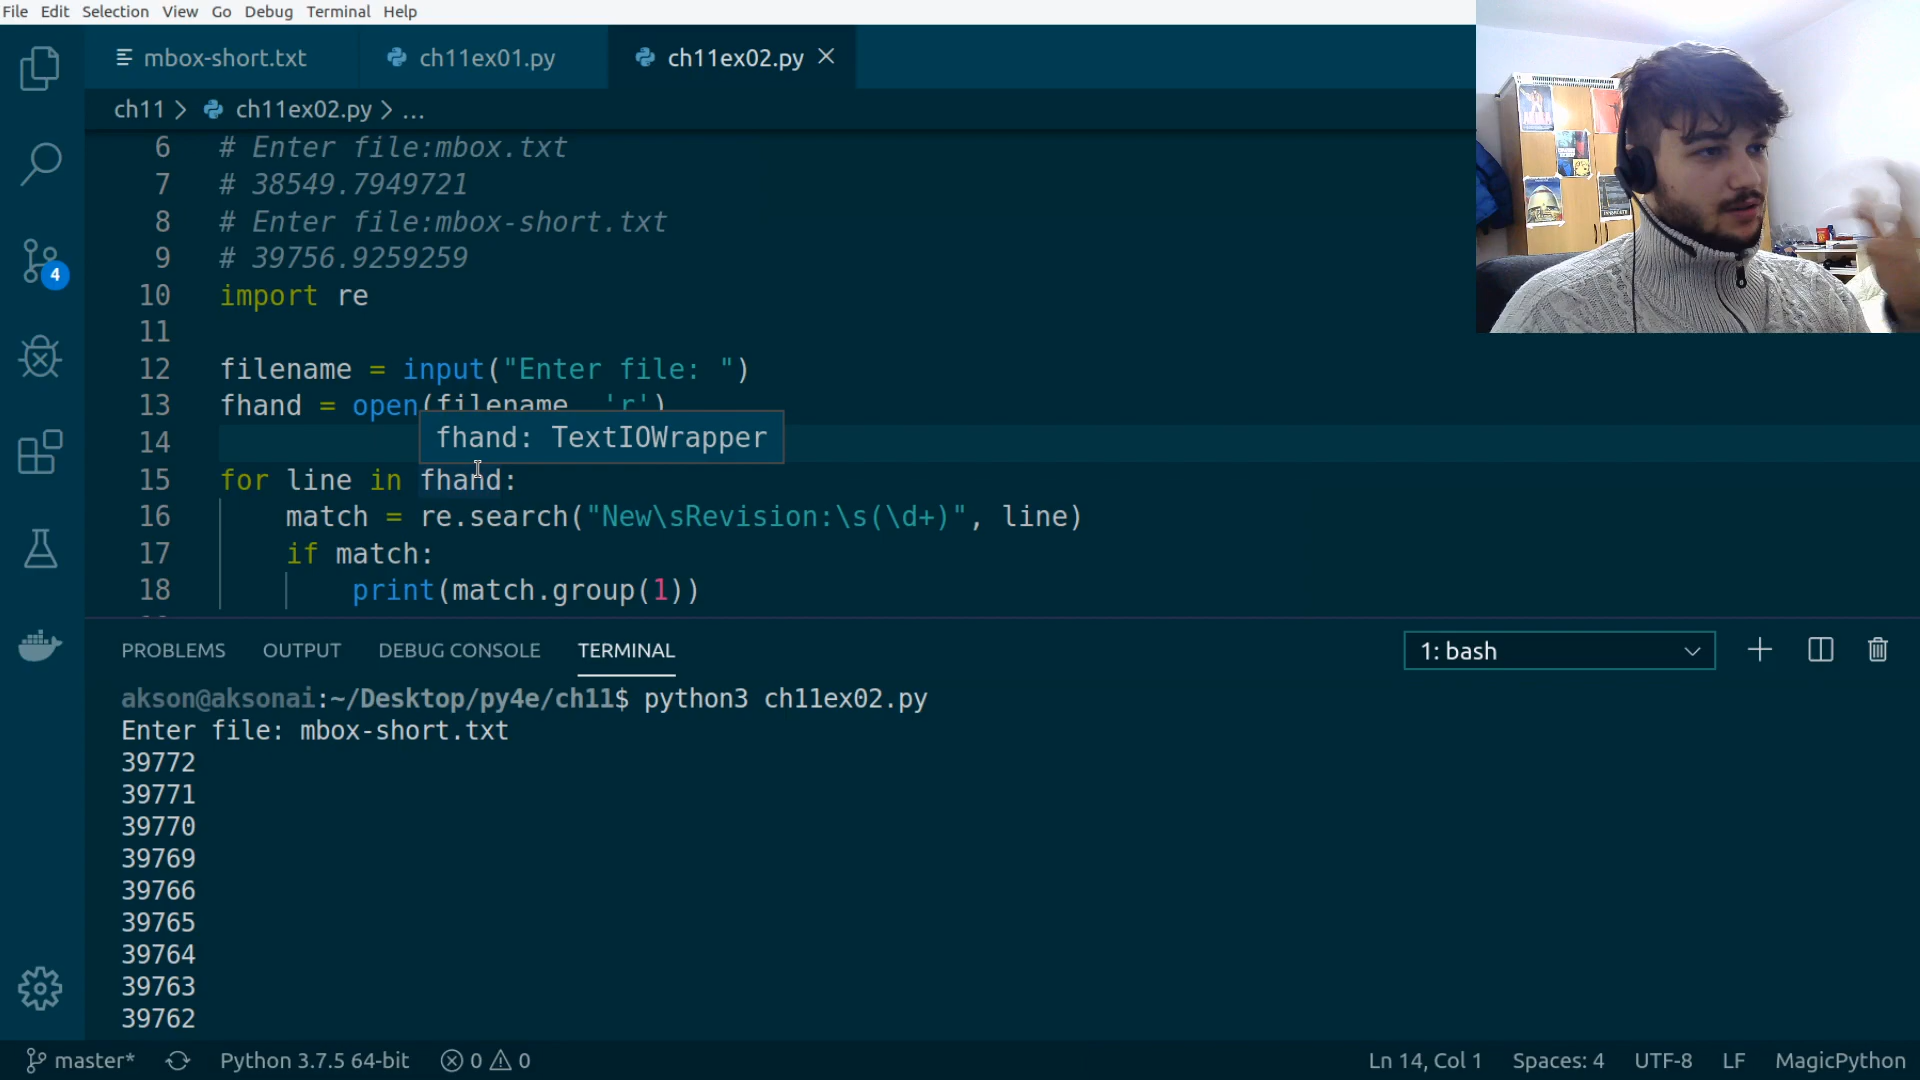 File Edit Selection View Go Debug Terminal Help
mbox-short.txt ch11ex01.py ch11ex02.py
ch11 > ch11ex02.py > ...
6 # Enter file:mbox.txt
7 # 38549.7949721
8 # Enter file:mbox-short.txt
9 # 39756.9259259
10 import re
11
12 filename = input("Enter file: ")
13 fhand = open(filename, 'r')
fhand: TextIOWrapper
14
15 for line in fhand:
16 match = re.search("New\sRevision:\s(\d+)", line)
17 if match:
18 print(match.group(1))
4
PROBLEMS OUTPUT DEBUG CONSOLE TERMINAL 1: bash
akson@aksonai:~/Desktop/py4e/ch11$ python3 ch11ex02.py
Enter file: mbox-short.txt
39772
39771
39770
39769
39766
39765
39764
39763
39762
master* Python 3.7.5 64-bit 0 0 Ln 14, Col 1 Spaces: 4 UTF-8 LF MagicPython